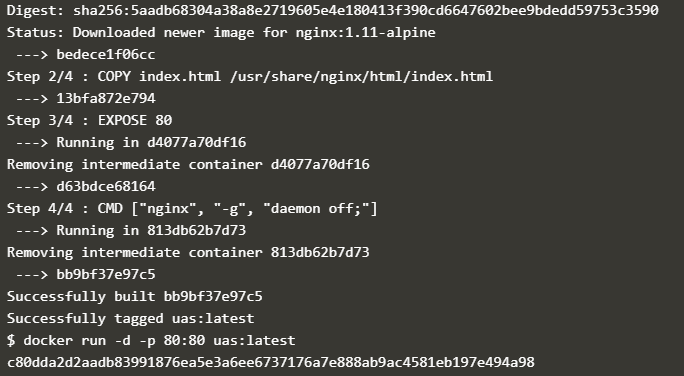 Digest: sha256:5aadb68304a38a8e2719605e4e180413f390cd6647602bee9bdedd59753c3590
Status: Downloaded newer image for nginx:1.11-alpine
---> bedece1f06cc
Step 2/4 : COPY index.html /usr/share/nginx/html/index.html
---> 13bfa872e794
Step 3/4 : EXPOSE 80
---> Running in d4077a70df16
Removing intermediate container d4077a70df16
---> d63bdce68164
Step 4/4 : CMD ["nginx", "-g", "daemon off;"]
---> Running in 813db62b7d73
Removing intermediate container 813db62b7d73
---> bb9bf37e97c5
Successfully built bb9bf37e97c5
Successfully tagged uas:latest
$ docker run -d -p 80:80 uas:latest
c80dda2d2aadb83991876ea5e3a6ee6737176a7e888ab9ac4581eb197e494a98